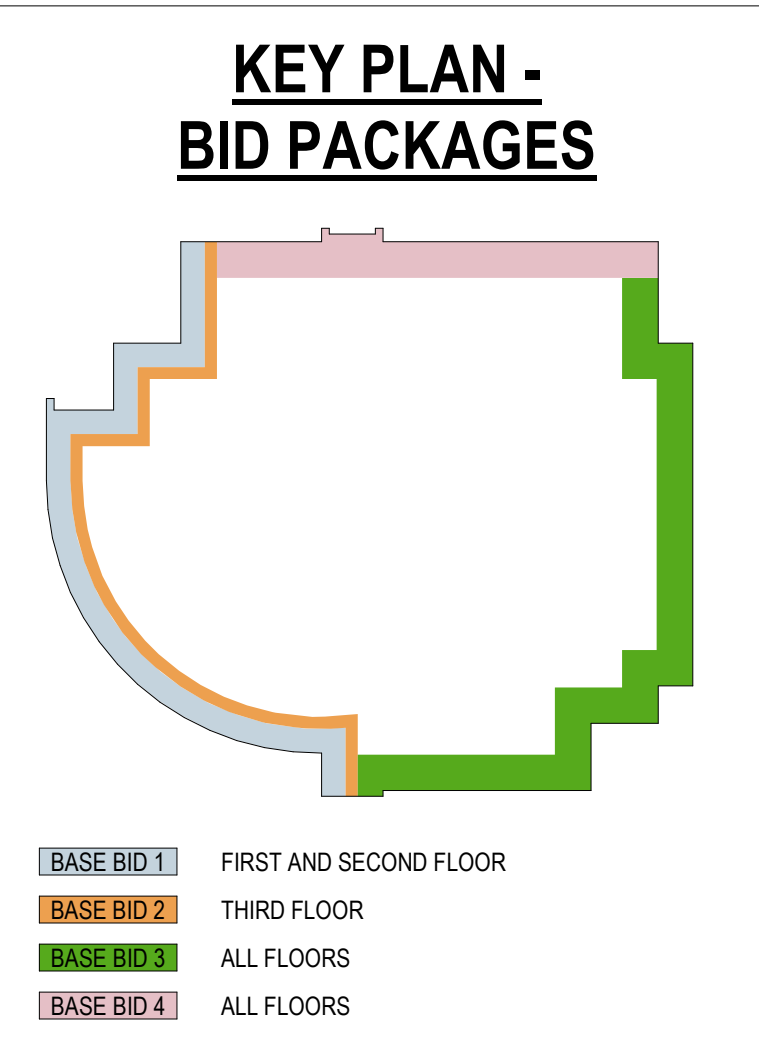 KEY PLAN -
BID PACKAGES
BASE BID 1 FIRST AND SECOND FLOOR
BASE BID 2 THIRD FLOOR
BASE BID 3 ALL FLOORS
BASE BID 4 ALL FLOORS